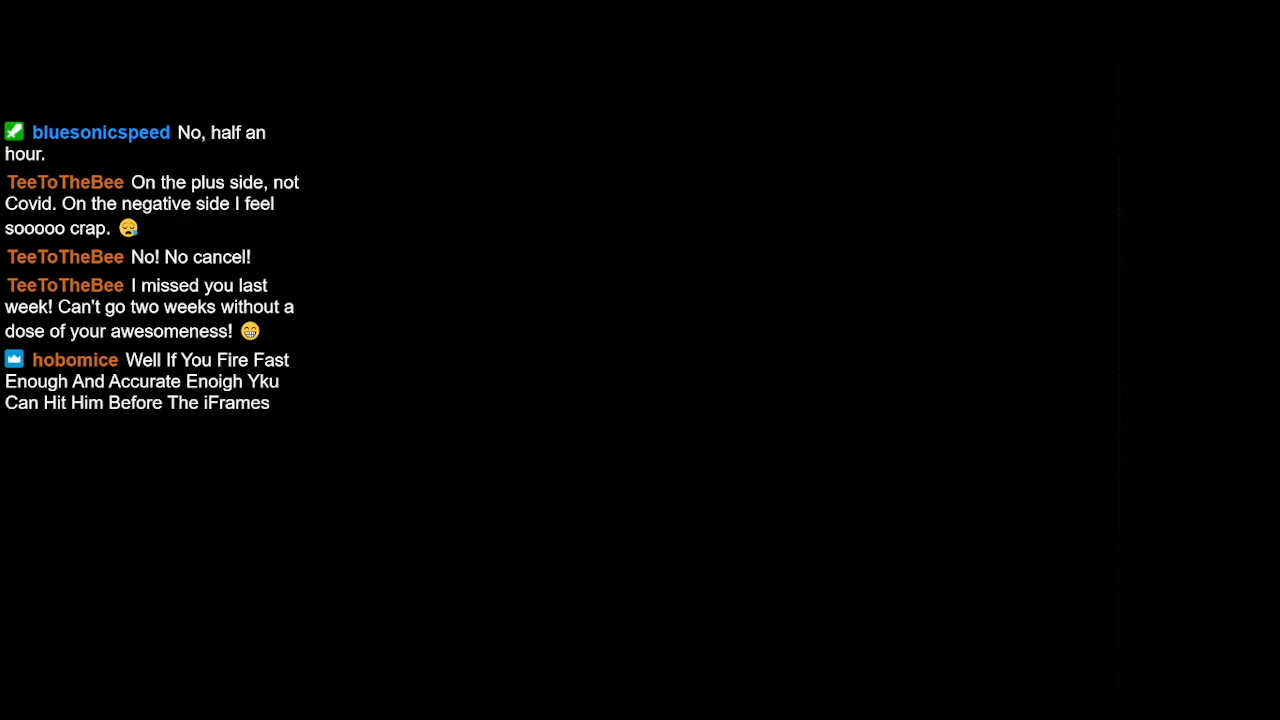 bluesonicspeed No, half an
hour.
TeeToTheBee On the plus side, not
Covid. On the negative side I feel
sooooo crap. 😪
TeeToTheBee No! No cancel!
TeeToTheBee I missed you last
week! Can't go two weeks without a
dose of your awesomeness! 😁
hobomice Well If You Fire Fast
Enough And Accurate Enoigh Yku
Can Hit Him Before The iFrames